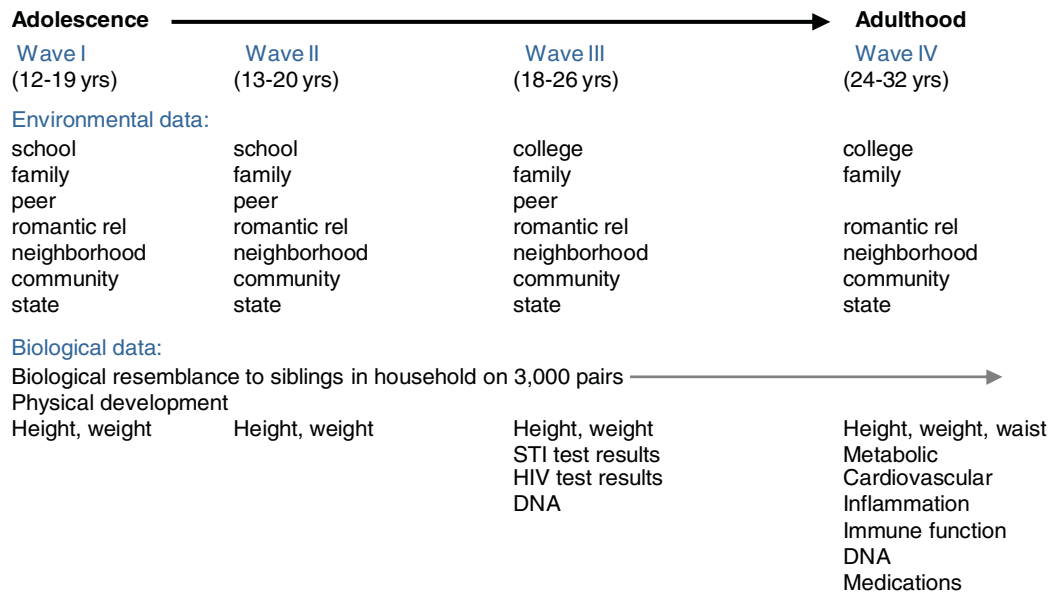 Adolescence Adulthood
Wave I Wave II Wave III Wave IV
(12-19 yrs) (13-20 yrs) (18-26 yrs) (24-32 yrs)
Environmental data:
school school college college
family family family family
peer peer peer
romantic rel romantic rel romantic rel romantic rel
neighborhood neighborhood neighborhood neighborhood
community community community community
state state state state
Biological data:
Biological resemblance to siblings in household on 3,000 pairs
Physical development
Height, weight Height, weight Height, weight Height, weight, waist
STI test results Metabolic
HIV test results Cardiovascular
DNA Inflammation
Immune function
DNA
Medications